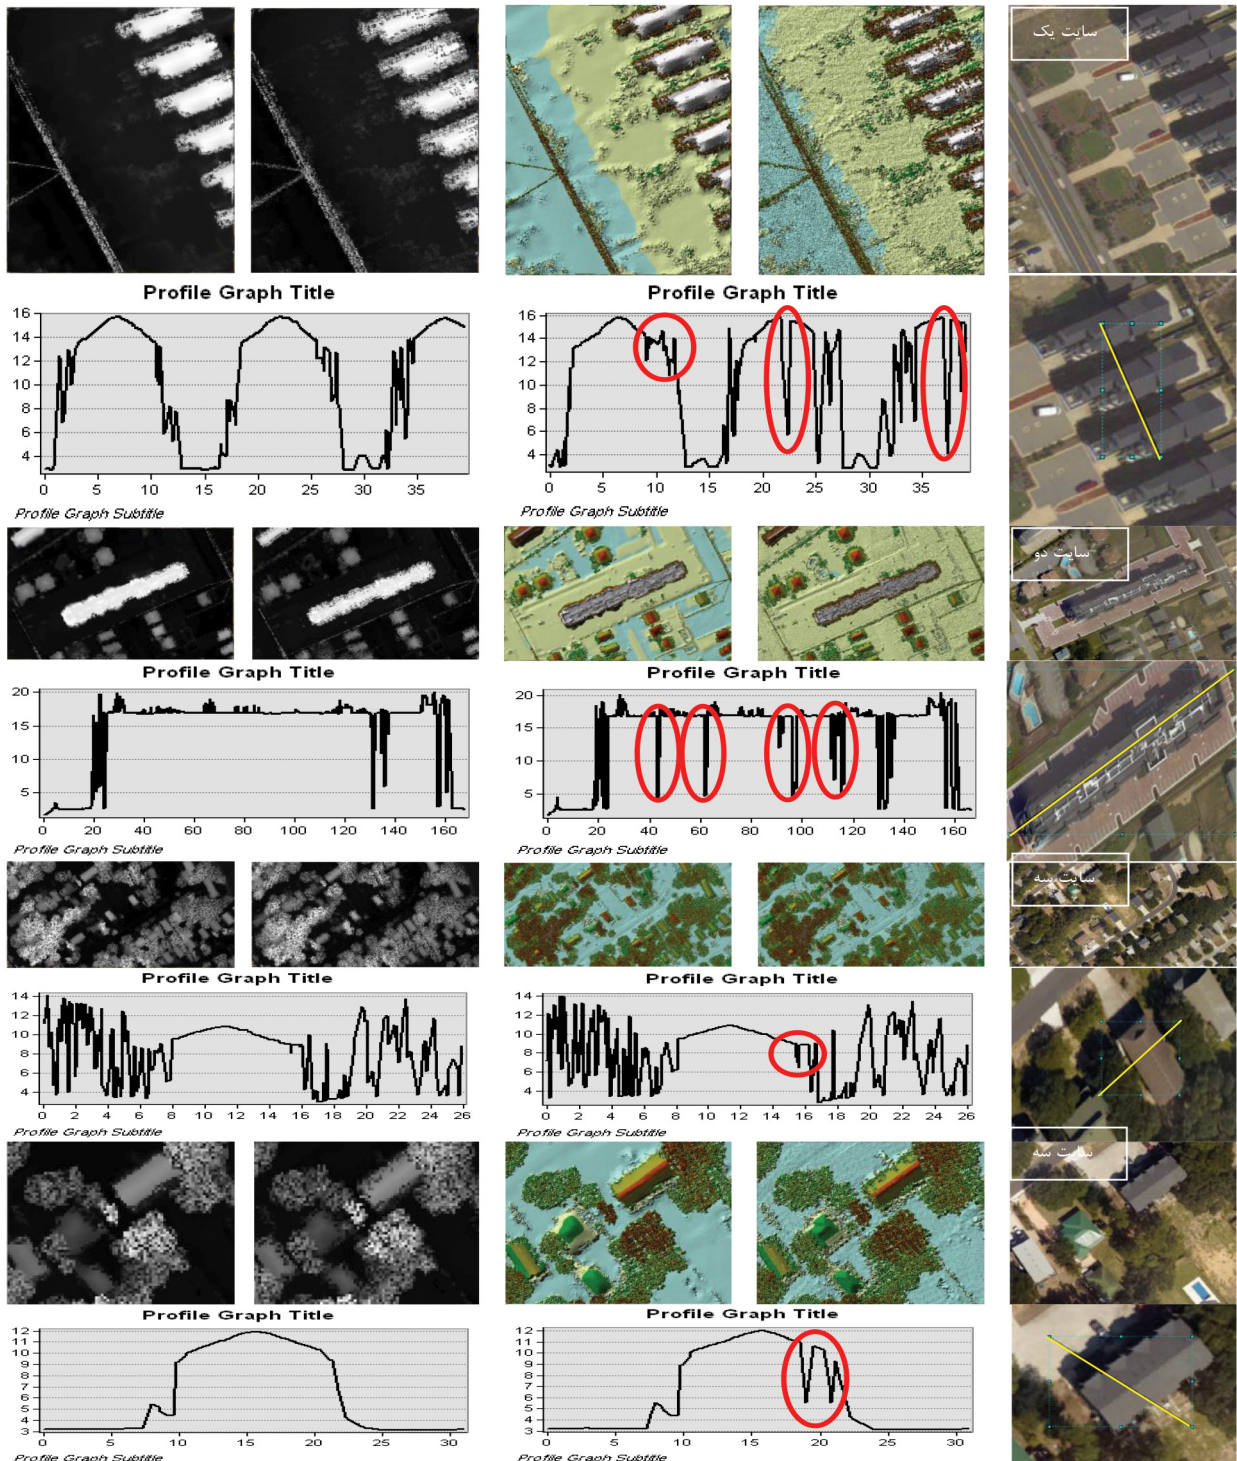 سایت یک
Profile Graph Title
Profile Graph Title
16
14
12
10
8
6
4
0 5 10 15 20 25 30 35
Profile Graph Subtitle
16
14
12
10
8
6
4
0 5 10 15 20 25 30 35
Profile Graph Subtitle
سایت دو
Profile Graph Title
Profile Graph Title
20
15
10
5
0 20 40 60 80 100 120 140 160
Profile Graph Subtitle
20
15
10
5
0 20 40 60 80 100 120 140 160
Profile Graph Subtitle
سایت سه
Profile Graph Title
Profile Graph Title
14
12
10
8
6
4
0 2 4 6 8 10 12 14 16 18 20 22 24 26
Profile Graph Subtitle
14
12
10
8
6
4
0 2 4 6 8 10 12 14 16 18 20 22 24 26
Profile Graph Subtitle
سایت سه
Profile Graph Title
Profile Graph Title
12
11
10
9
8
7
6
5
4
3
0 5 10 15 20 25 30
Profile Graph Subtitle
12
11
10
9
8
7
6
5
4
3
0 5 10 15 20 25 30
Profile Graph Subtitle